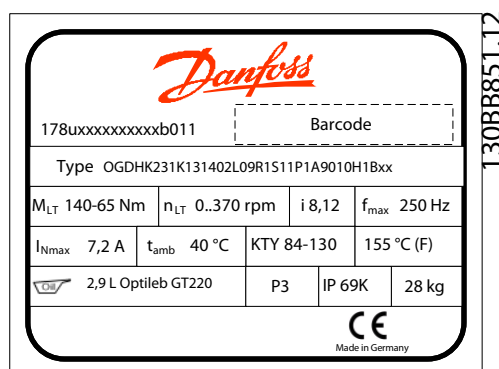 Danfoss
178uxxxxxxxxxxb011 Barcode
Type OGDHK231K131402L09R1S11P1A9010H1Bxx
MLT 140-65 Nm nLT 0..370 rpm i 8,12 fmax 250 Hz
INmax 7,2 A tamb 40 °C KTY 84-130 155 °C (F)
Oil 2,9 L Optileb GT220 P3 IP 69K 28 kg
CE
Made in Germany
130BB851.12